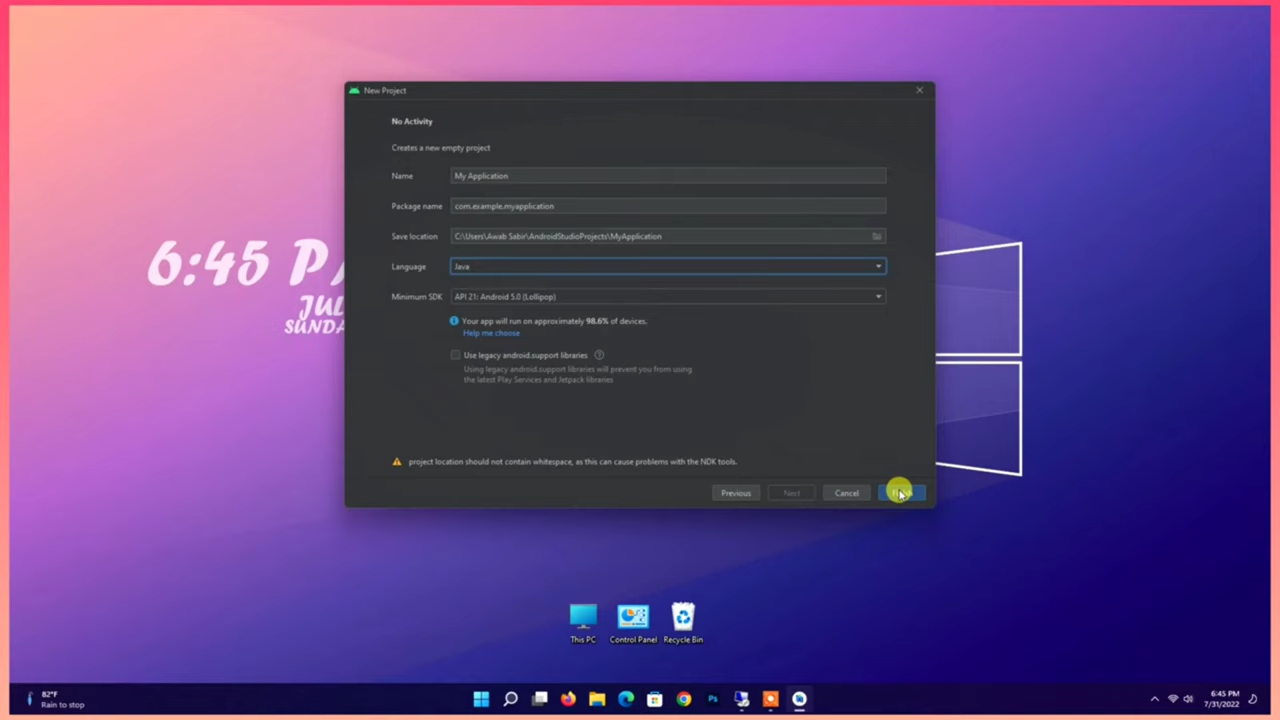 New Project
No Activity
Creates a new empty project
Name My Application
Package name com.example.myapplication
Save location C:\Users\Awab Sabir\AndroidStudioProjects\MyApplication
Language Java
Minimum SDK API 21: Android 5.0 (Lollipop)
Your app will run on approximately 98.6% of devices.
Help me choose
Use legacy android.support libraries ?
Using legacy android.support libraries will prevent you from using
the latest Play Services and Jetpack libraries
project location should not contain whitespace, as this can cause problems with the NDK tools.
Previous Next Cancel
6:45 P
JUL
SUNDA
This PC Control Panel Recycle Bin
82°F
Rain to stop
Ps
6:45 PM
7/31/2022